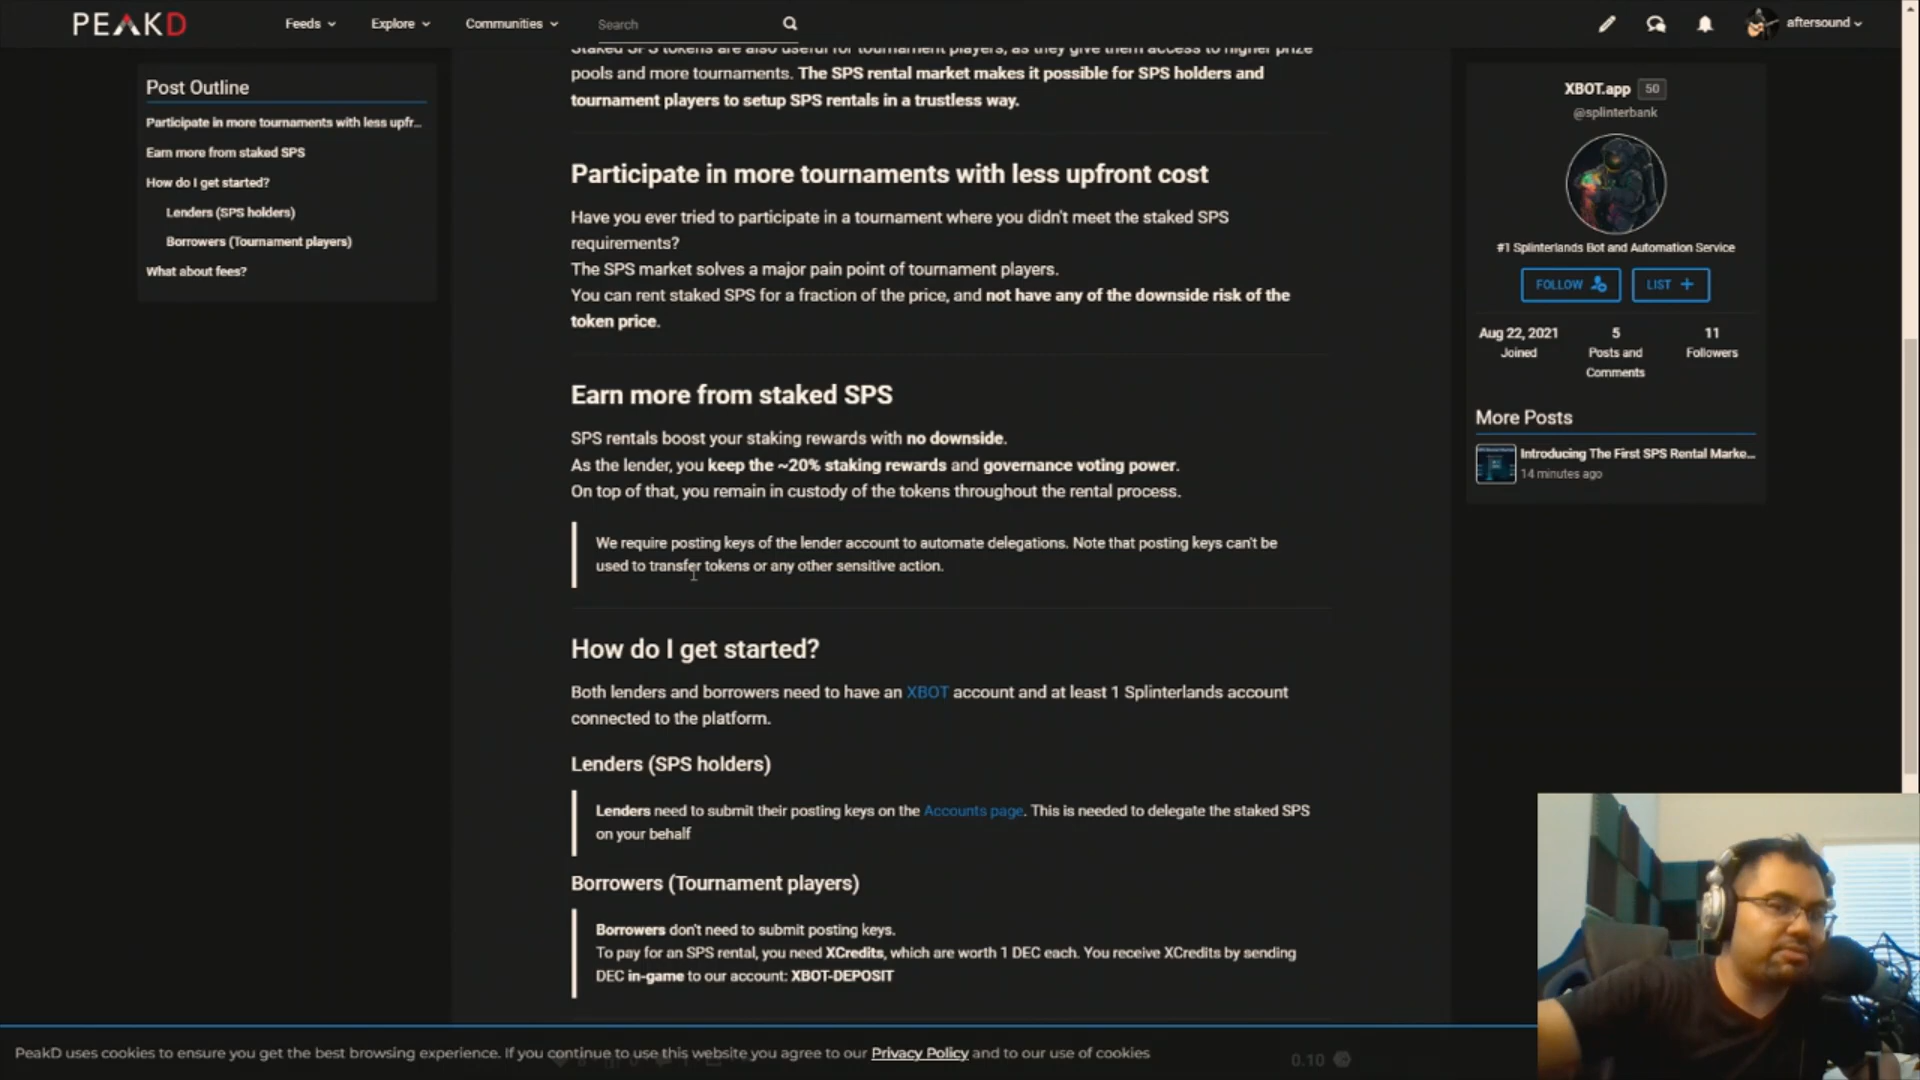 PEAKD
Feeds
Explore
Communities
Search
aftersound
Post Outline
Participate in more tournaments with less upfr...
Earn more from staked SPS
How do I get started?
Lenders (SPS holders)
Borrowers (Tournament players)
What about fees?
Staked SPS tokens are also useful for tournament players, as they give them access to higher prize
pools and more tournaments. The SPS rental market makes it possible for SPS holders and
tournament players to setup SPS rentals in a trustless way.
Participate in more tournaments with less upfront cost
Have you ever tried to participate in a tournament where you didn't meet the staked SPS
requirements?
The SPS market solves a major pain point of tournament players.
You can rent staked SPS for a fraction of the price, and not have any of the downside risk of the
token price.
Earn more from staked SPS
SPS rentals boost your staking rewards with no downside.
As the lender, you keep the ~20% staking rewards and governance voting power.
On top of that, you remain in custody of the tokens throughout the rental process.
We require posting keys of the lender account to automate delegations. Note that posting keys can't be
used to transfer tokens or any other sensitive action.
How do I get started?
Both lenders and borrowers need to have an XBOT account and at least 1 Splinterlands account
connected to the platform.
Lenders (SPS holders)
Lenders need to submit their posting keys on the Accounts page. This is needed to delegate the staked SPS
on your behalf
Borrowers (Tournament players)
Borrowers don't need to submit posting keys.
To pay for an SPS rental, you need XCredits, which are worth 1 DEC each. You receive XCredits by sending
DEC in-game to our account: XBOT-DEPOSIT
XBOT.app 50
@splinterbank
#1 Splinterlands Bot and Automation Service
FOLLOW
LIST +
Aug 22, 2021
Joined
5
Posts and
Comments
11
Followers
More Posts
Introducing The First SPS Rental Marke...
14 minutes ago
PeakD uses cookies to ensure you get the best browsing experience. If you continue to use this website you agree to our Privacy Policy and to our use of cookies
0.10